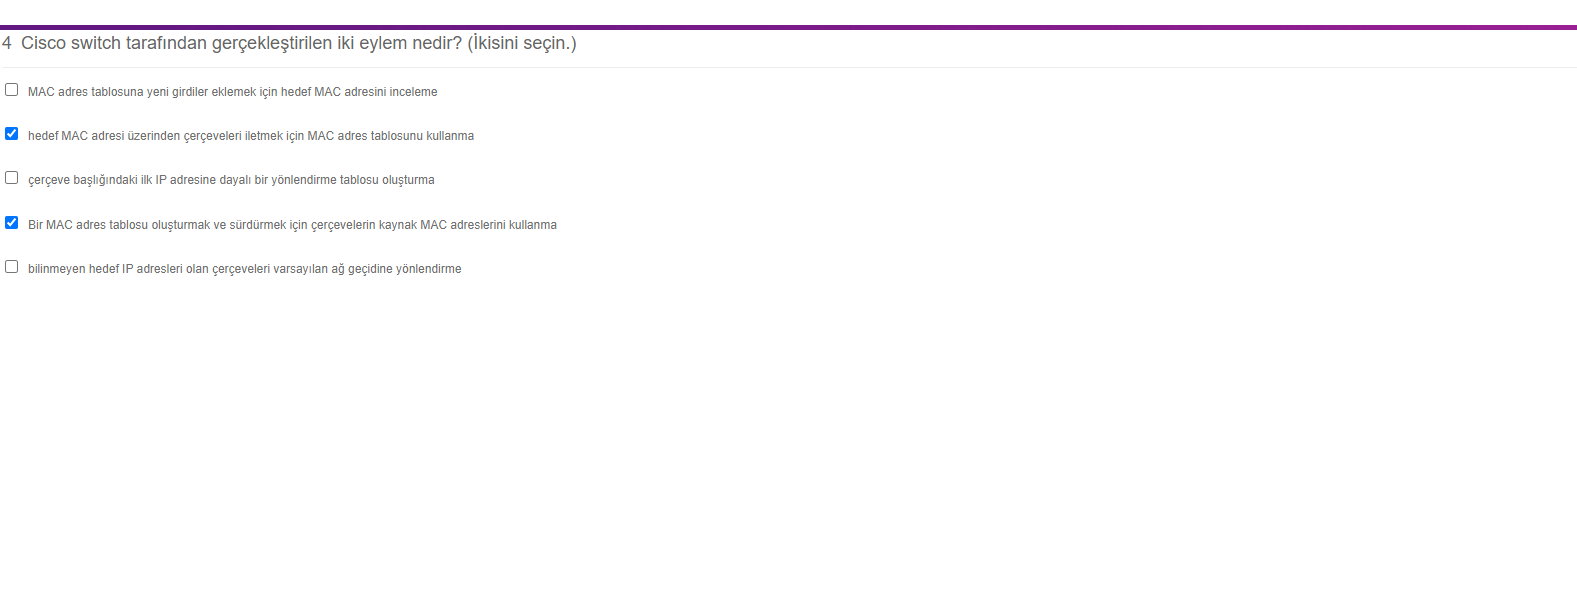 4 Cisco switch tarafından gerçekleştirilen iki eylem nedir? (İkisini seçin.)
MAC adres tablosuna yeni girdiler eklemek için hedef MAC adresini inceleme
hedef MAC adresi üzerinden çerçeveleri iletmek için MAC adres tablosunu kullanma
çerçeve başlığındaki ilk IP adresine dayalı bir yönlendirme tablosu oluşturma
Bir MAC adres tablosu oluşturmak ve sürdürmek için çerçevelerin kaynak MAC adreslerini kullanma
bilinmeyen hedef IP adresleri olan çerçeveleri varsayılan ağ geçidine yönlendirme